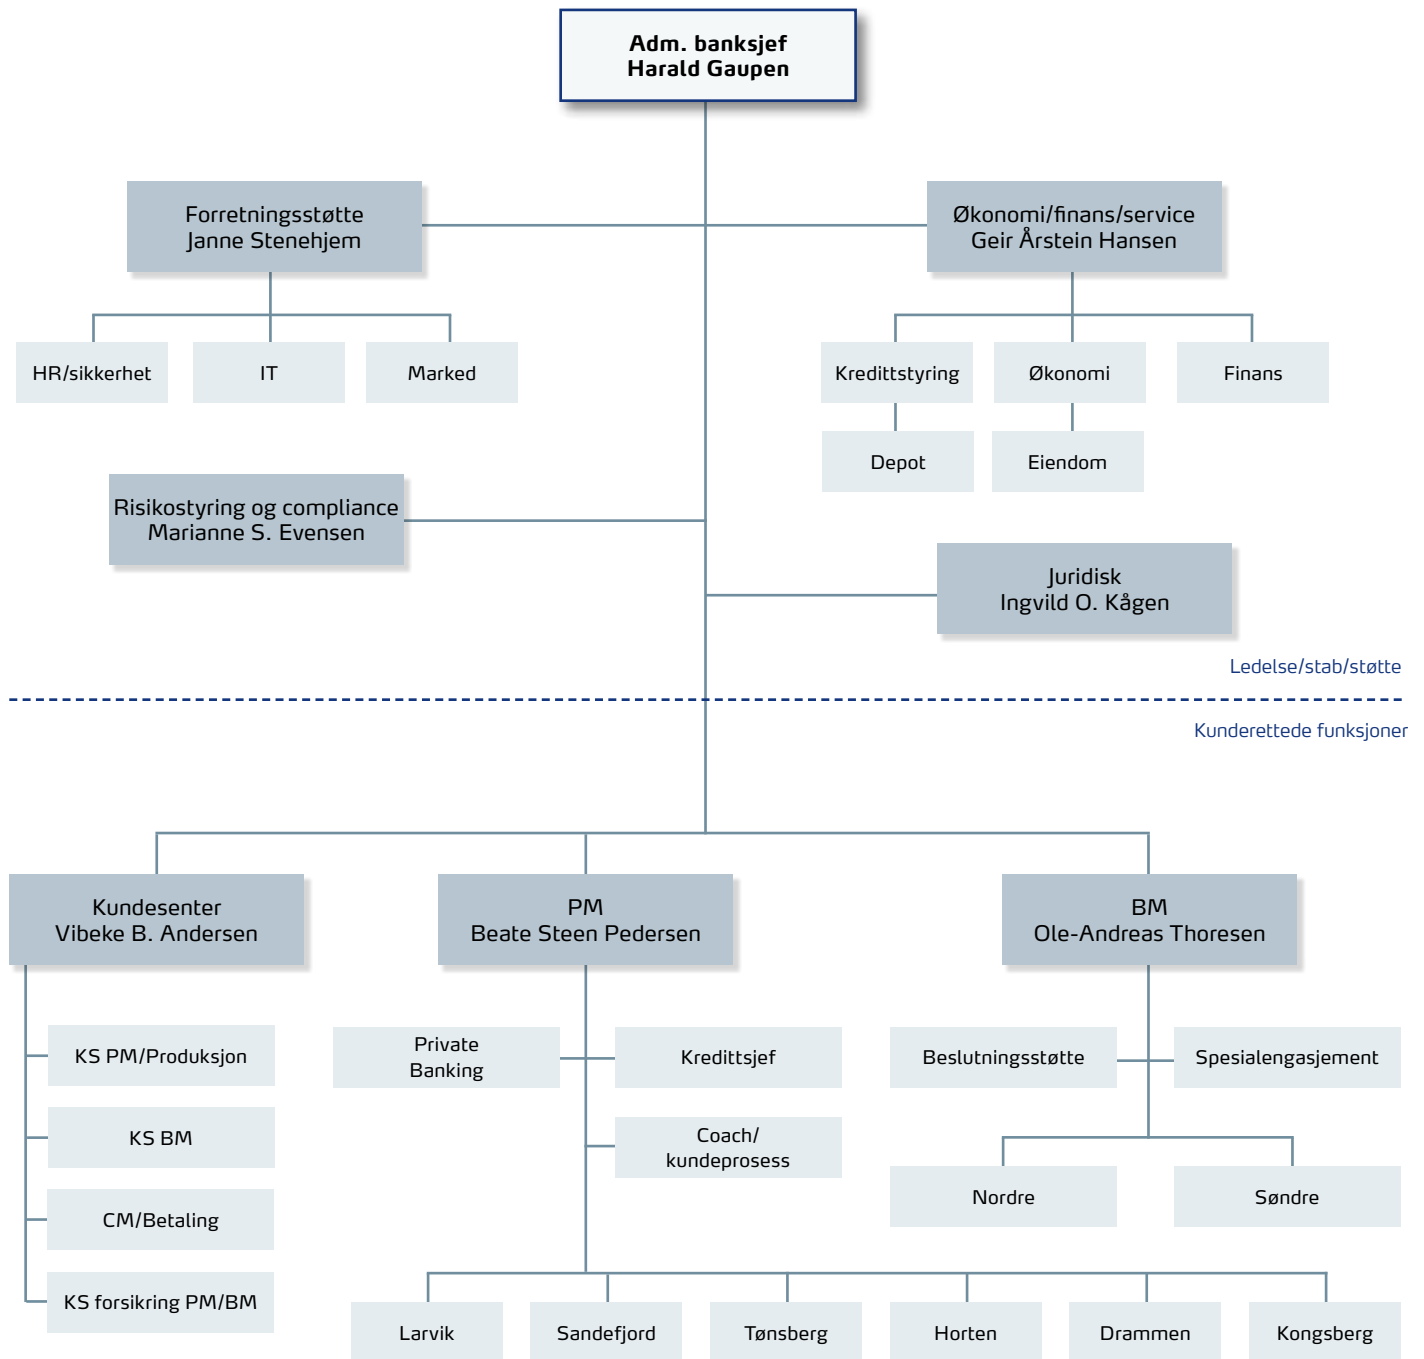 Adm. banksjef
Harald Gaupen
Forretningsstøtte
Janne Stenehjem
Økonomi/finans/service
Geir Årstein Hansen
HR/sikkerhet
IT
Marked
Kredittstyring
Økonomi
Finans
Depot
Eiendom
Risikostyring og compliance
Marianne S. Evensen
Juridisk
Ingvild O. Kågen
Ledelse/stab/støtte
Kunderettede funksjoner
Kundesenter
Vibeke B. Andersen
PM
Beate Steen Pedersen
BM
Ole-Andreas Thoresen
KS PM/Produksjon
KS BM
CM/Betaling
KS forsikring PM/BM
Private
Banking
Kredittsjef
Coach/
kundeprosess
Beslutningsstøtte
Spesialengasjement
Nordre
Søndre
Larvik
Sandefjord
Tønsberg
Horten
Drammen
Kongsberg